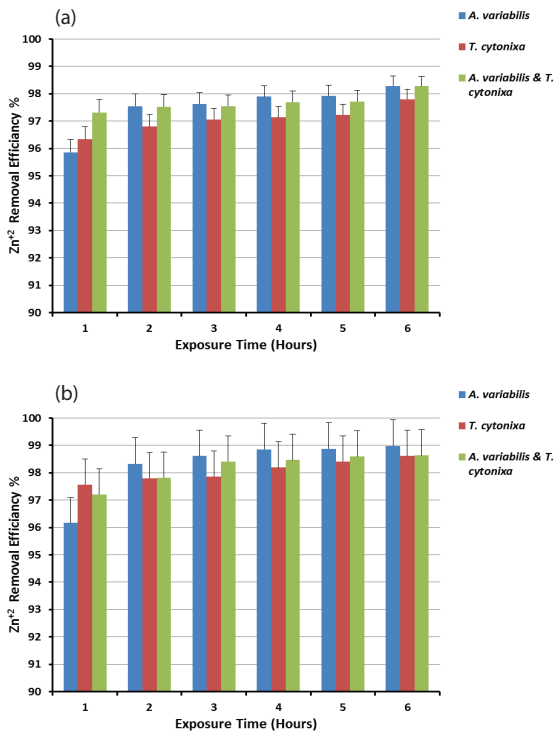 (a)
Zn+2 Removal Efficiancy %
100
99
98
97
96
95
94
93
92
91
90
1 2 3 4 5 6
Exposure Time (Hours)
A. variabilis
T. cytonixa
A. variabilis & T.
cytonixa
(b)
Zn+2 Removal Efficiancy %
100
99
98
97
96
95
94
93
92
91
90
1 2 3 4 5 6
Exposure Time (Hours)
A. variabilis
T. cytonixa
A. variabilis & T.
cytonixa